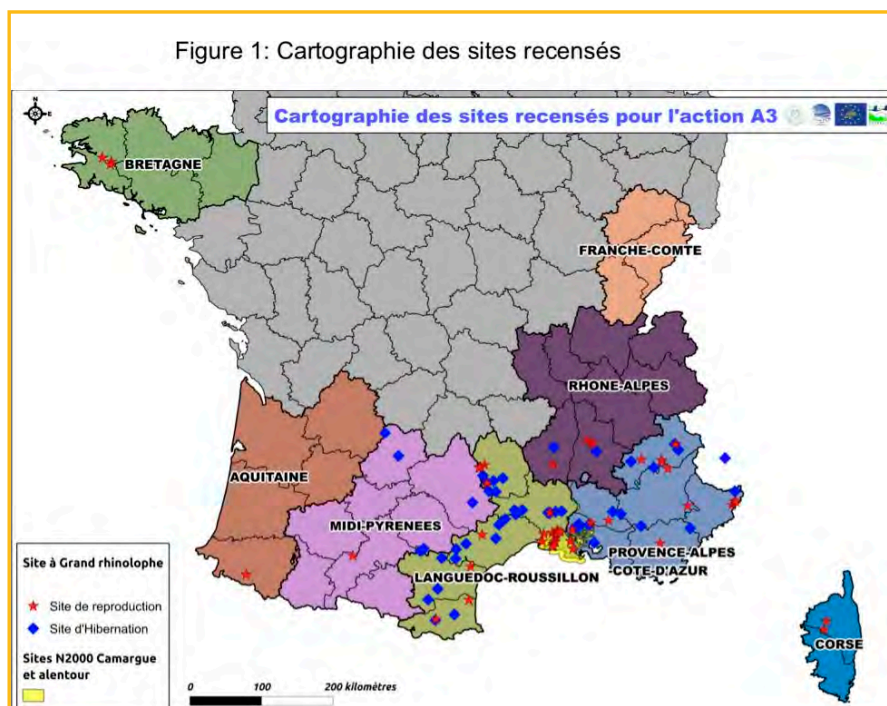 Figure 1: Cartographie des sites recensés
Cartographie des sites recensés pour l'action A3
N
E
BRETAGNE
FRANCHE-COMTE
RHONE-ALPES
AQUITAINE
MIDI-PYRENEES
LANGUEDOC-ROUSSILLON
PROVENCE-ALPES
-COTE-D'AZUR
CORSE
Site à Grand rhinolophe
Site de reproduction
Site d'Hibernation
Sites N2000 Camargue
et alentour
0 100 200 kilomètres